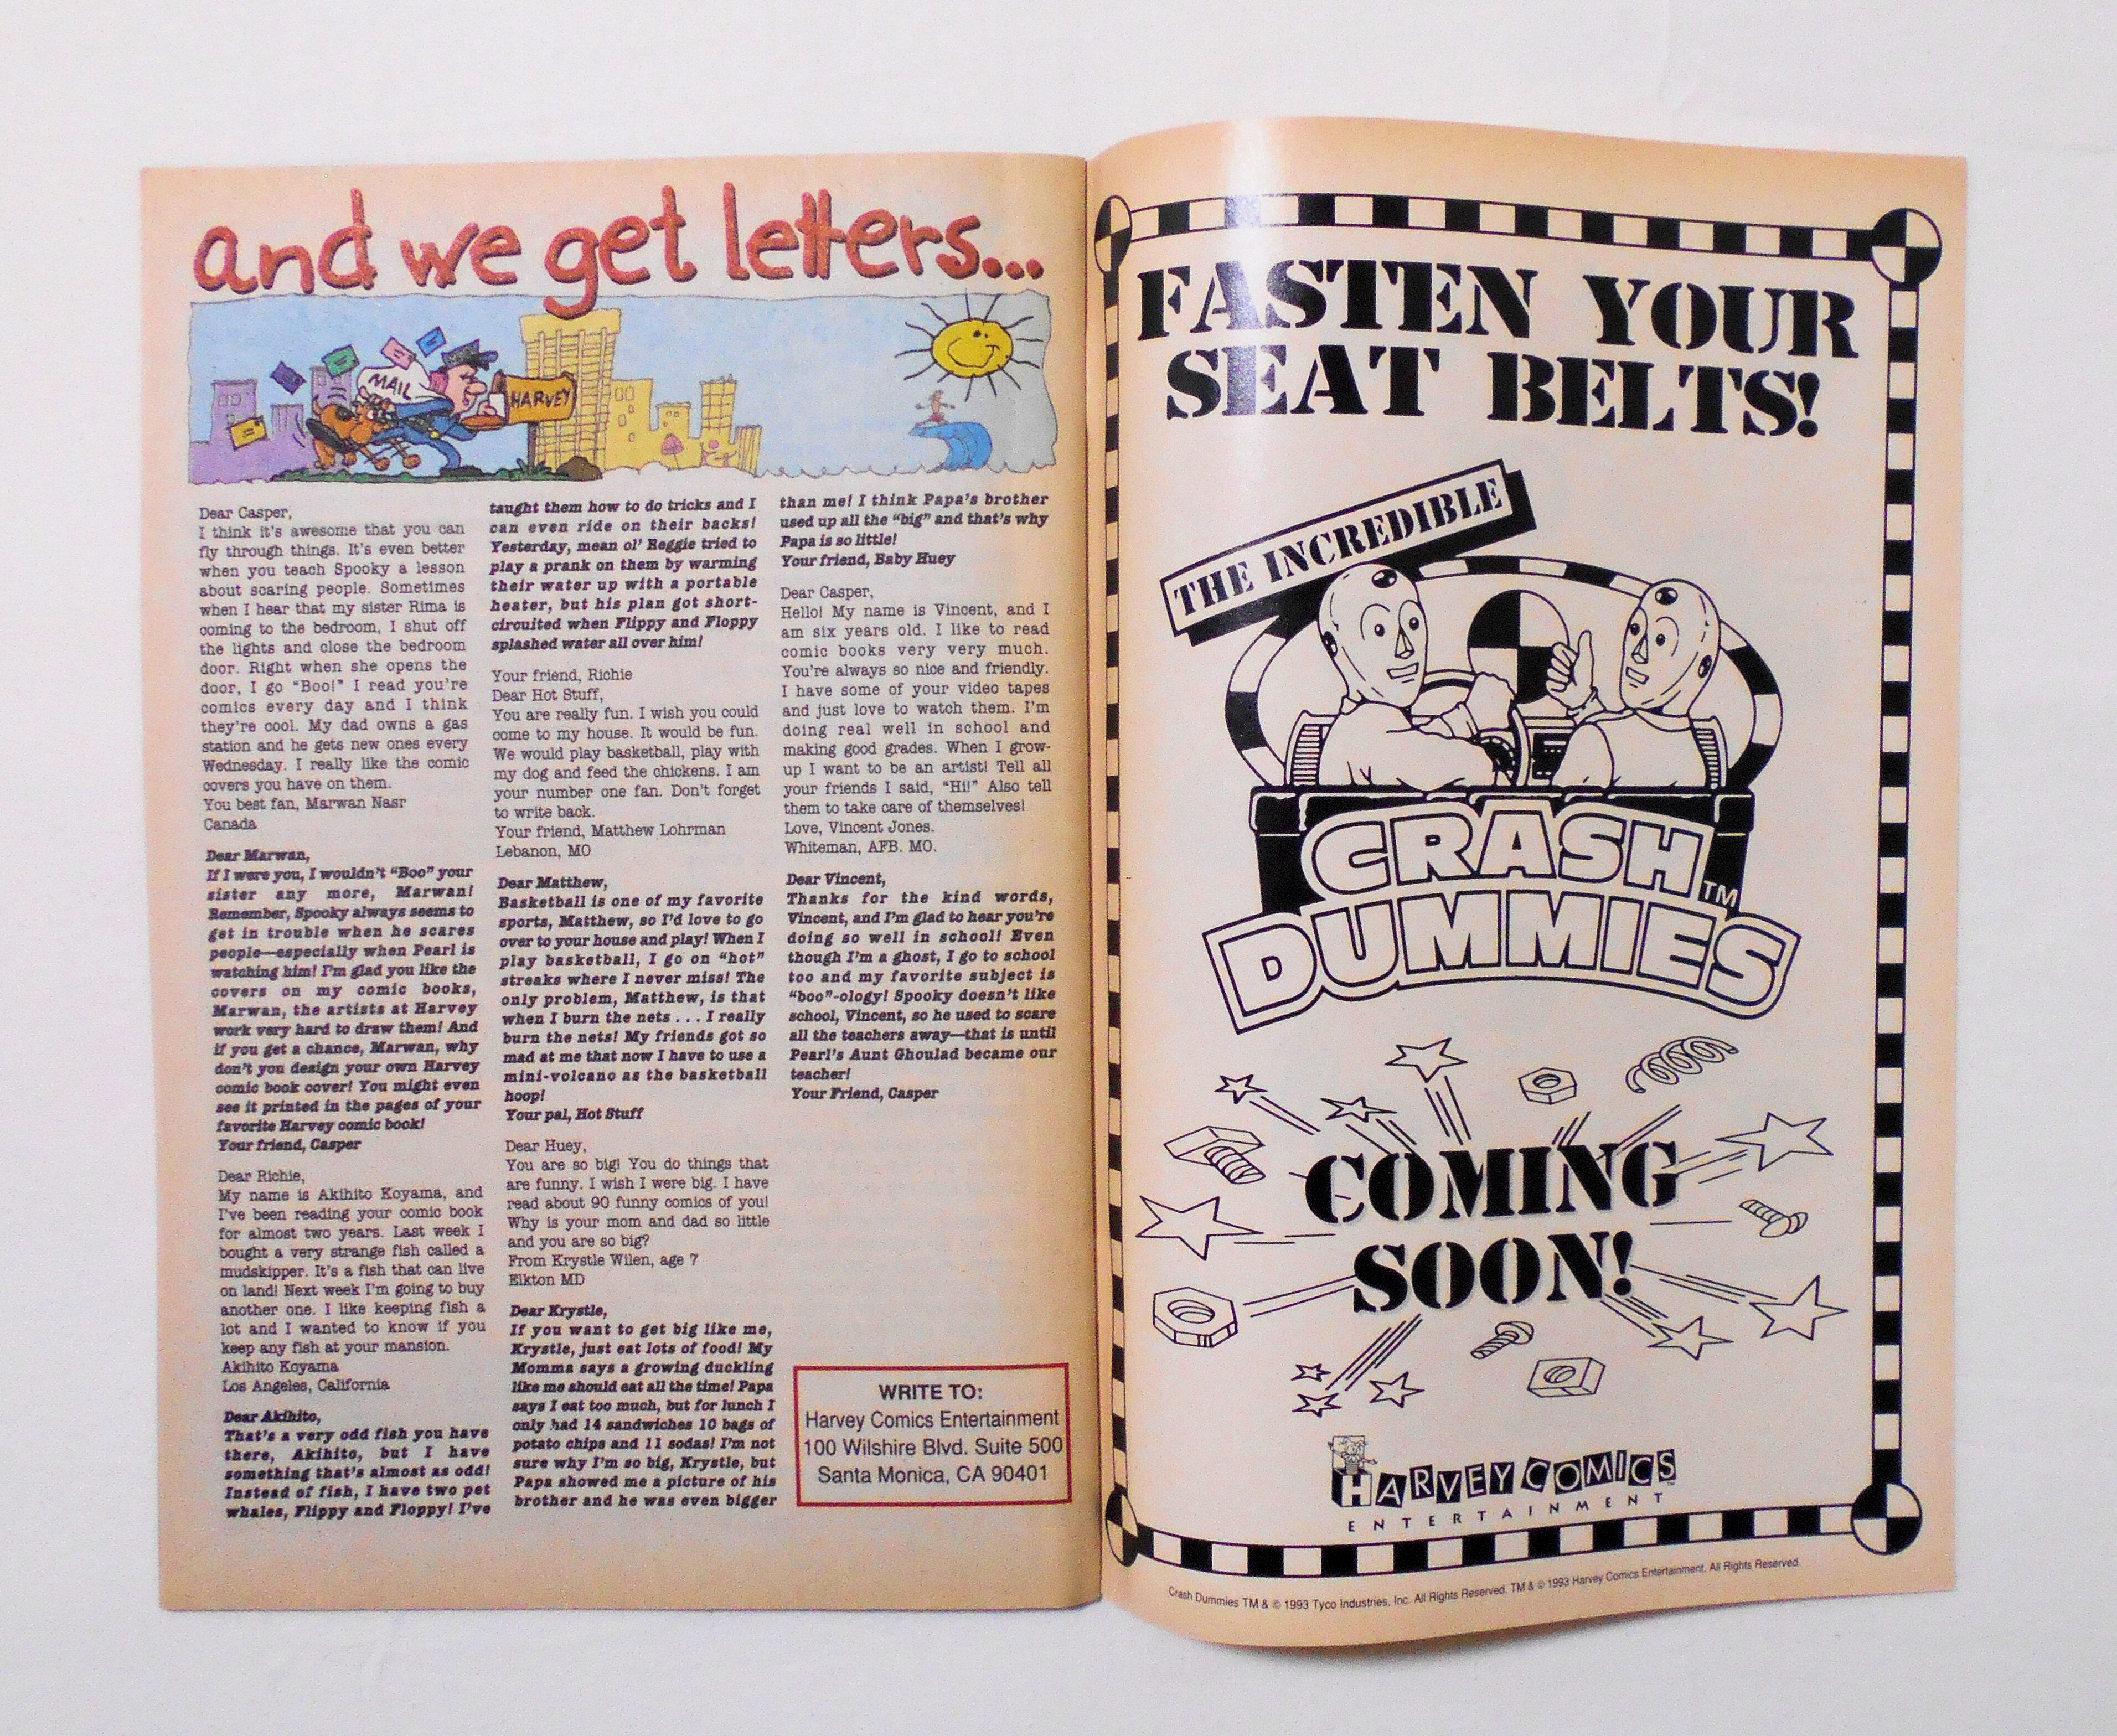 and we get letters...
MAIL
HARVEY
Dear Casper,
I think it's awesome that you can
fly through things. It's even better
when you teach Spooky a lesson
about scaring people. Sometimes
when I hear that my sister Rima is
coming to the bedroom, I shut off
the lights and close the bedroom
door. Right when she opens the
door, I go "Boo!" I read you're
comics every day and I think
they're cool. My dad owns a gas
station and he gets new ones every
Wednesday. I really like the comic
covers you have on them.
You best fan, Marwan Nasr
Canada
Dear Marwan,
If I were you, I wouldn't "Boo" your
sister any more, Marwan!
Remember, Spooky always seems to
get in trouble when he scares
people—especially when Pearl is
watching him! I'm glad you like the
covers on my comic books,
Marwan, the artists at Harvey
work very hard to draw them! And
if you get a chance, Marwan, why
don't you design your own Harvey
comic book cover! You might even
see it printed in the pages of your
favorite Harvey comic book!
Your friend, Casper
Dear Richie,
My name is Akihito Koyama, and
I've been reading your comic book
for almost two years. Last week I
bought a very strange fish called a
mudskipper. It's a fish that can live
on land! Next week I'm going to buy
another one. I like keeping fish a
lot and I wanted to know if you
keep any fish at your mansion.
Akihito Koyama
Los Angeles, California
Dear Akihito,
That's a very odd fish you have
there, Akihito, but I have
something that's almost as odd!
Instead of fish, I have two pet
whales, Flippy and Floppy! I've
taught them how to do tricks and I
can even ride on their backs!
Yesterday, mean ol' Reggie tried to
play a prank on them by warming
their water up with a portable
heater, but his plan got short-
circuited when Flippy and Floppy
splashed water all over him!
Your friend, Richie
Dear Hot Stuff,
You are really fun. I wish you could
come to my house. It would be fun.
We would play basketball, play with
my dog and feed the chickens. I am
your number one fan. Don't forget
to write back.
Your friend, Matthew Lohrman
Lebanon, MO
Dear Matthew,
Basketball is one of my favorite
sports, Matthew, so I'd love to go
over to your house and play! When I
play basketball, I go on "hot"
streaks where I never miss! The
only problem, Matthew, is that
when I burn the nets . . . I really
burn the nets! My friends got so
mad at me that now I have to use a
mini-volcano as the basketball
hoop!
Your pal, Hot Stuff
Dear Huey,
You are so big! You do things that
are funny. I wish I were big. I have
read about 90 funny comics of you!
Why is your mom and dad so little
and you are so big?
From Krystle Wilen, age 7
Elkton MD
Dear Krystle,
If you want to get big like me,
Krystle, just eat lots of food! My
Momma says a growing duckling
like me should eat all the time! Papa
says I eat too much, but for lunch I
only had 14 sandwiches 10 bags of
potato chips and 11 sodas! I'm not
sure why I'm so big, Krystle, but
Papa showed me a picture of his
brother and he was even bigger
than me! I think Papa's brother
used up all the "big" and that's why
Papa is so little!
Your friend, Baby Huey
Dear Casper,
Hello! My name is Vincent, and I
am six years old. I like to read
comic books very very much.
You're always so nice and friendly.
I have some of your video tapes
and just love to watch them. I'm
doing real well in school and
making good grades. When I grow-
up I want to be an artist! Tell all
your friends I said, "Hi!" Also tell
them to take care of themselves!
Love, Vincent Jones.
Whiteman, AFB. MO.
Dear Vincent,
Thanks for the kind words,
Vincent, and I'm glad to hear you're
doing so well in school! Even
though I'm a ghost, I go to school
too and my favorite subject is
"boo"-ology! Spooky doesn't like
school, Vincent, so he used to scare
all the teachers away—that is until
Pearl's Aunt Ghoulad became our
teacher!
Your Friend, Casper
WRITE TO:
Harvey Comics Entertainment
100 Wilshire Blvd. Suite 500
Santa Monica, CA 90401
FASTEN YOUR
SEAT BELTS!
THE INCREDIBLE
CRASH
DUMMIES™
COMING
SOON!
HARVEY COMICS
ENTERTAINMENT
Crash Dummies TM & © 1993 Tyco Industries, Inc. All Rights Reserved. TM & © 1993 Harvey Comics Entertainment. All Rights Reserved.